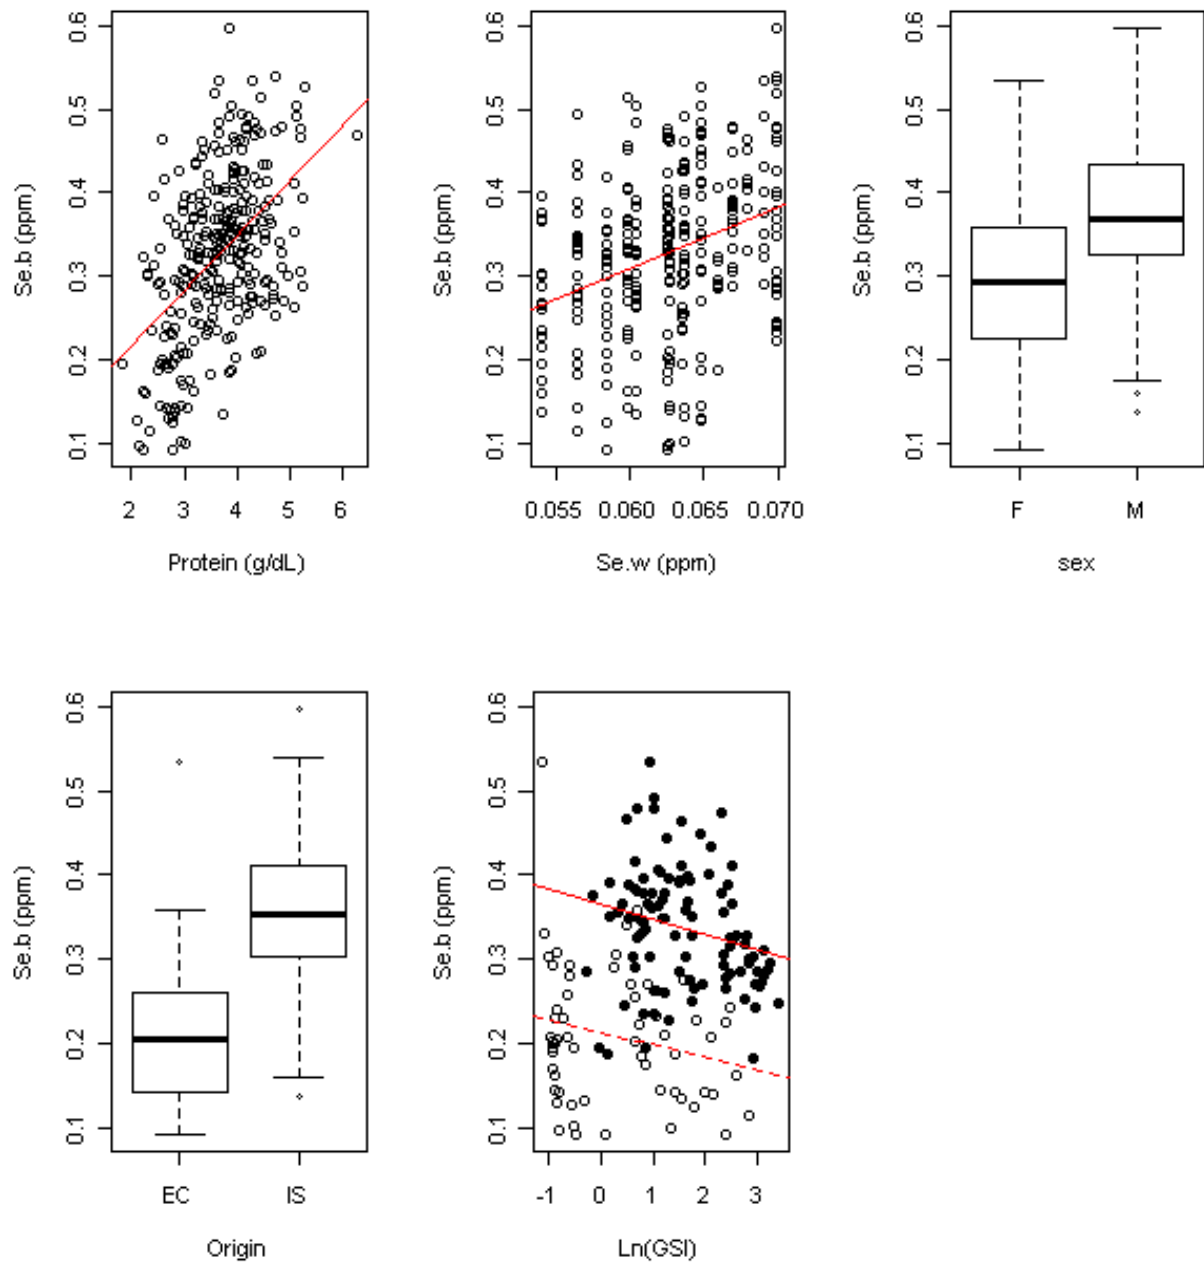 Se.b (ppm)
0.1 0.2 0.3 0.4 0.5 0.6
2 3 4 5 6
Protein (g/dL)
Se.b (ppm)
0.1 0.2 0.3 0.4 0.5 0.6
0.055 0.060 0.065 0.070
Se.w (ppm)
Se.b (ppm)
0.1 0.2 0.3 0.4 0.5 0.6
F M
sex
Se.b (ppm)
0.1 0.2 0.3 0.4 0.5 0.6
EC IS
Origin
Se.b (ppm)
0.1 0.2 0.3 0.4 0.5 0.6
-1 0 1 2 3
Ln(GSI)